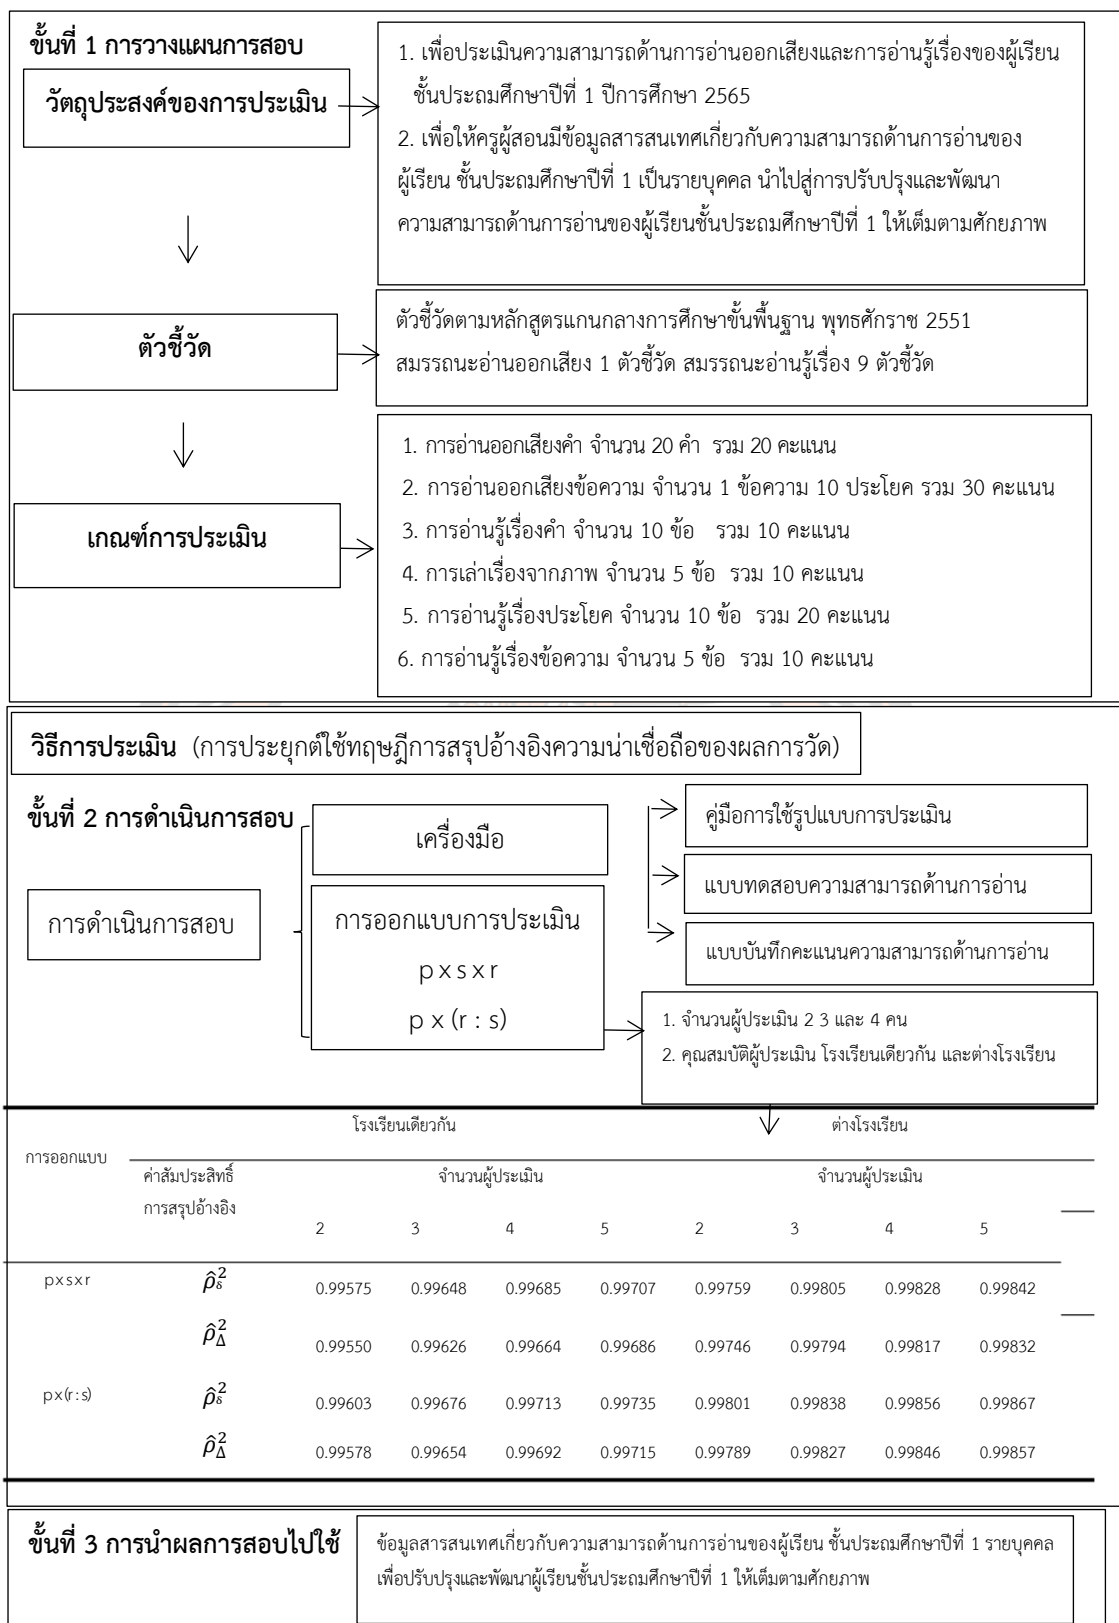 ขั้นที่ 1 การวางแผนการสอบ
วัตถุประสงค์ของการประเมิน
1. เพื่อประเมินความสามารถด้านการอ่านออกเสียงและการอ่านรู้เรื่องของผู้เรียน
ชั้นประถมศึกษาปีที่ 1 ปีการศึกษา 2565
2. เพื่อให้ครูผู้สอนมีข้อมูลสารสนเทศเกี่ยวกับความสามารถด้านการอ่านของ
ผู้เรียน ชั้นประถมศึกษาปีที่ 1 เป็นรายบุคคล นำไปสู่การปรับปรุงและพัฒนา
ความสามารถด้านการอ่านของผู้เรียนชั้นประถมศึกษาปีที่ 1 ให้เต็มตามศักยภาพ
ตัวชี้วัด
ตัวชี้วัดตามหลักสูตรแกนกลางการศึกษาขั้นพื้นฐาน พุทธศักราช 2551
สมรรถนะอ่านออกเสียง 1 ตัวชี้วัด สมรรถนะอ่านรู้เรื่อง 9 ตัวชี้วัด
เกณฑ์การประเมิน
1. การอ่านออกเสียงคำ จำนวน 20 คำ รวม 20 คะแนน
2. การอ่านออกเสียงข้อความ จำนวน 1 ข้อความ 10 ประโยค รวม 30 คะแนน
3. การอ่านรู้เรื่องคำ จำนวน 10 ข้อ รวม 10 คะแนน
4. การเล่าเรื่องจากภาพ จำนวน 5 ข้อ รวม 10 คะแนน
5. การอ่านรู้เรื่องประโยค จำนวน 10 ข้อ รวม 20 คะแนน
6. การอ่านรู้เรื่องข้อความ จำนวน 5 ข้อ รวม 10 คะแนน
วิธีการประเมิน (การประยุกต์ใช้ทฤษฎีการสรุปอ้างอิงความน่าเชื่อถือของผลการวัด)
ขั้นที่ 2 การดำเนินการสอบ
การดำเนินการสอบ
เครื่องมือ
คู่มือการใช้รูปแบบการประเมิน
แบบทดสอบความสามารถด้านการอ่าน
แบบบันทึกคะแนนความสามารถด้านการอ่าน
การออกแบบการประเมิน
p x s x r
p x (r : s)
1. จำนวนผู้ประเมิน 2 3 และ 4 คน
2. คุณสมบัติผู้ประเมิน โรงเรียนเดียวกัน และต่างโรงเรียน
โรงเรียนเดียวกัน ต่างโรงเรียน
การออกแบบ
ค่าสัมประสิทธิ์ จำนวนผู้ประเมิน จำนวนผู้ประเมิน
การสรุปอ้างอิง
2 3 4 5 2 3 4 5
pxsxr ρ̂²δ 0.99575 0.99648 0.99685 0.99707 0.99759 0.99805 0.99828 0.99842
ρ̂²Δ 0.99550 0.99626 0.99664 0.99686 0.99746 0.99794 0.99817 0.99832
px(r:s) ρ̂²δ 0.99603 0.99676 0.99713 0.99735 0.99801 0.99838 0.99856 0.99867
ρ̂²Δ 0.99578 0.99654 0.99692 0.99715 0.99789 0.99827 0.99846 0.99857
ขั้นที่ 3 การนำผลการสอบไปใช้
ข้อมูลสารสนเทศเกี่ยวกับความสามารถด้านการอ่านของผู้เรียน ชั้นประถมศึกษาปีที่ 1 รายบุคคล
เพื่อปรับปรุงและพัฒนาผู้เรียนชั้นประถมศึกษาปีที่ 1 ให้เต็มตามศักยภาพ